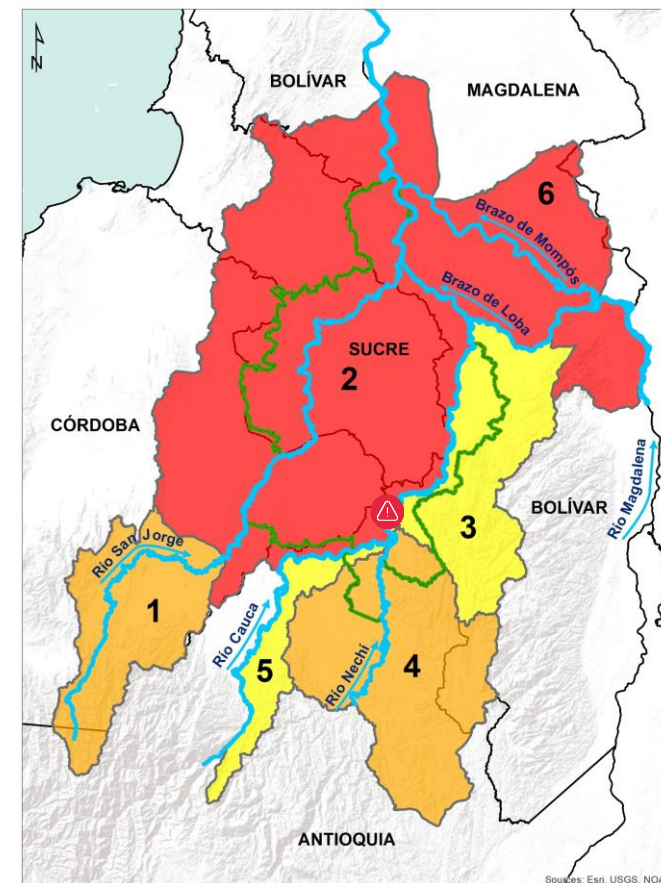 N
BOLÍVAR
MAGDALENA
6
Brazo de Mompós
Brazo de Loba
SUCRE
2
CÓRDOBA
Río Magdalena
BOLÍVAR
3
Río San Jorge
1
Río Cauca
5
Río Nechí
4
ANTIOQUIA
Sources: Esri, USGS, NOA